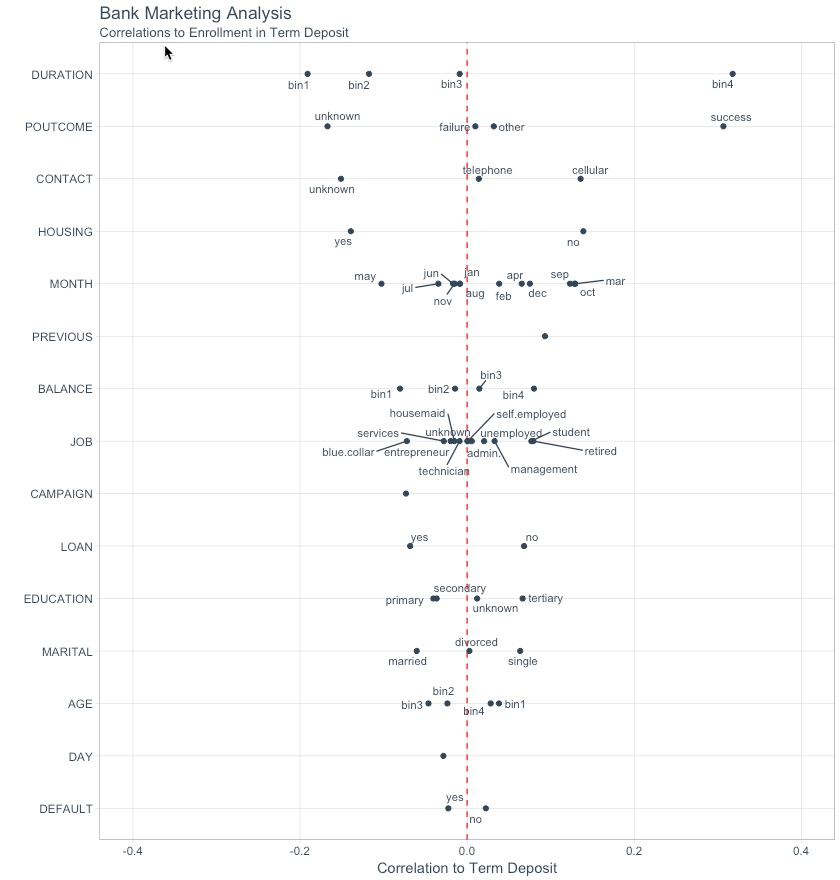 Bank Marketing Analysis
Correlations to Enrollment in Term Deposit
DURATION
bin1 bin2 bin3 bin4
POUTCOME
unknown failure other success
CONTACT
unknown telephone cellular
HOUSING
yes no
MONTH
may jul jun nov jan aug feb apr dec sep oct mar
PREVIOUS
BALANCE
bin1 bin2 bin3 bin4
JOB
blue.collar services entrepreneur housemaid technician unknown self.employed admin. unemployed management student retired
CAMPAIGN
LOAN
yes no
EDUCATION
primary secondary unknown tertiary
MARITAL
married divorced single
AGE
bin3 bin2 bin4 bin1
DAY
DEFAULT
yes no
-0.4 -0.2 0.0 0.2 0.4
Correlation to Term Deposit